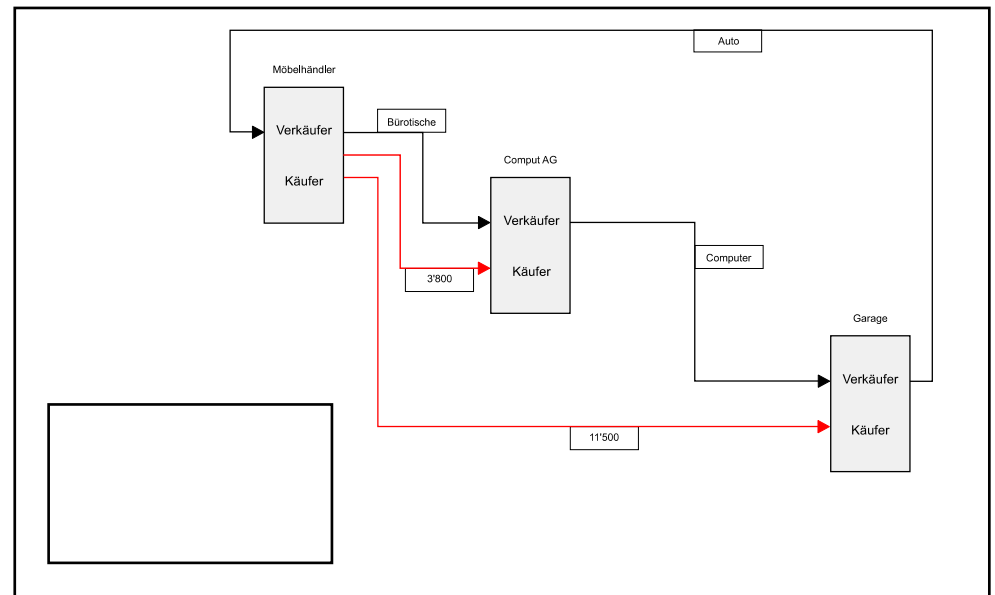 Auto
Möbelhändler
Verkäufer
Käufer
Bürotische
Comput AG
Verkäufer
Käufer
3'800
Computer
Garage
Verkäufer
Käufer
11'500